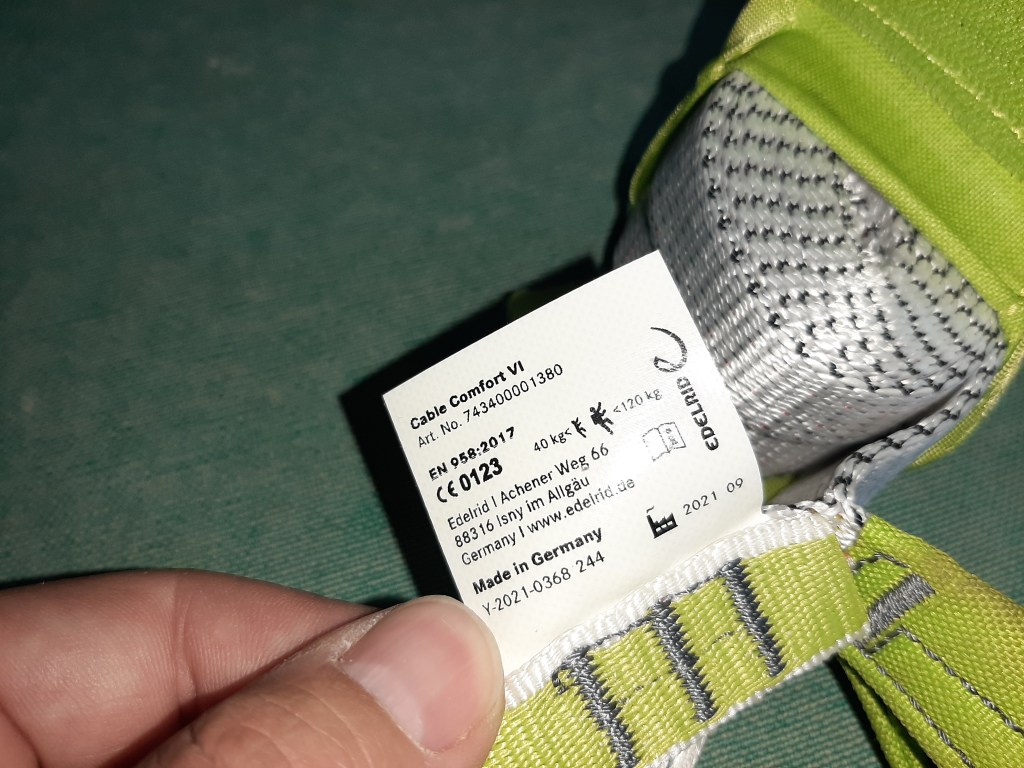 Cable Comfort VI
Art. No. 743400001380
EN 958:2017
40 kg< <120 kg
CE 0123
Edelrid | Achener Weg 66
88316 Isny im Allgäu
Germany | www.edelrid.de
Made in Germany
Y-2021-0368 244
EDELRID
2021 09